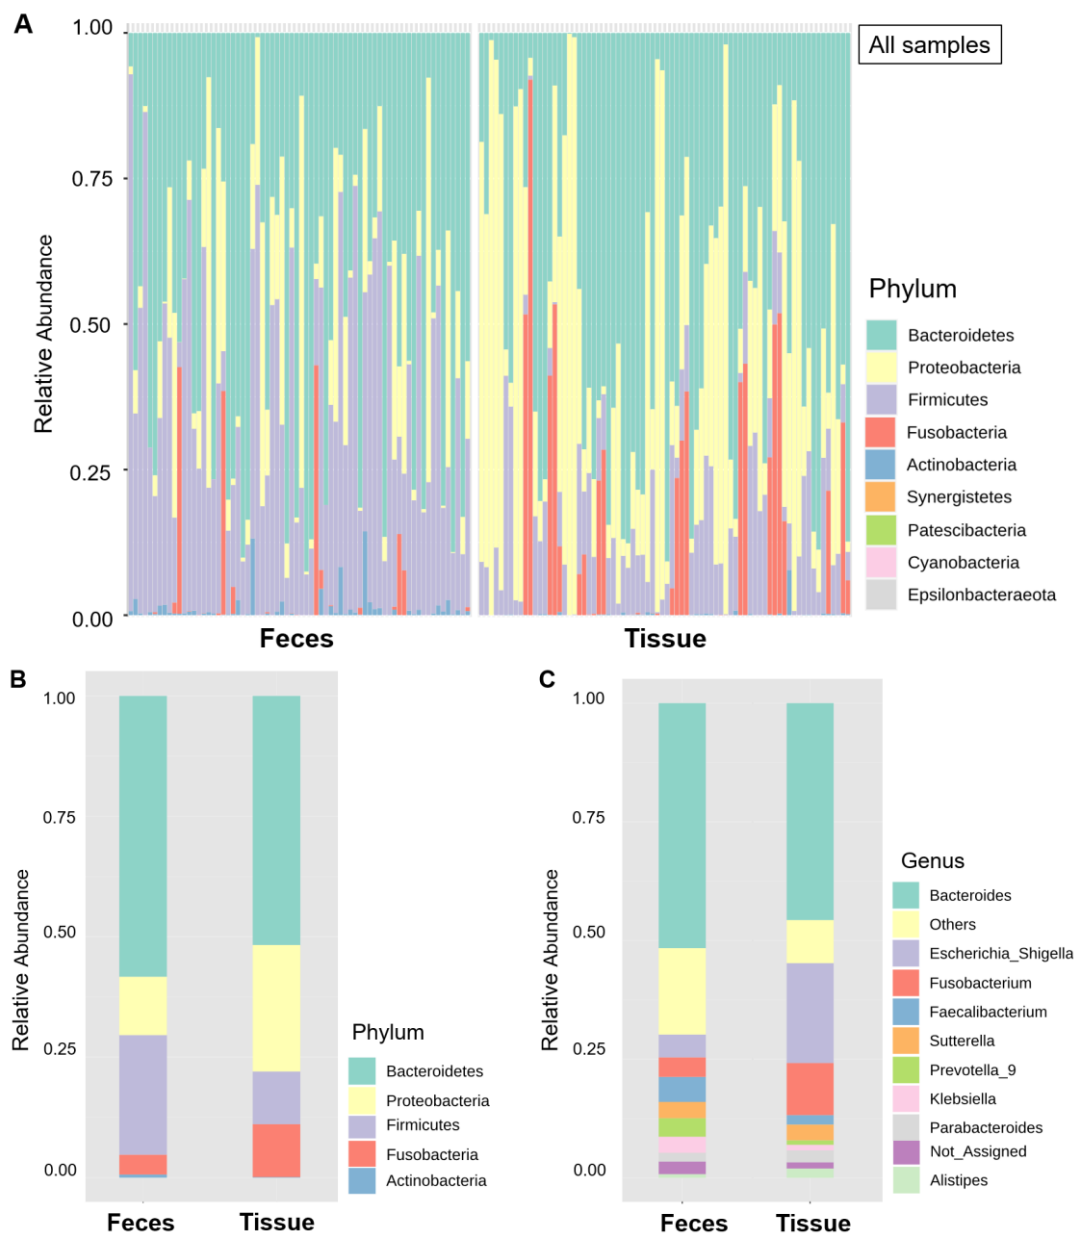 A
All samples
1.00
0.75
0.50
0.25
0.00
Relative Abundance
Feces
Tissue
Phylum
Bacteroidetes
Proteobacteria
Firmicutes
Fusobacteria
Actinobacteria
Synergistetes
Patescibacteria
Cyanobacteria
Epsilonbacteraeota
B
1.00
0.75
0.50
0.25
0.00
Relative Abundance
Feces
Tissue
Phylum
Bacteroidetes
Proteobacteria
Firmicutes
Fusobacteria
Actinobacteria
C
1.00
0.75
0.50
0.25
0.00
Relative Abundance
Feces
Tissue
Genus
Bacteroides
Others
Escherichia_Shigella
Fusobacterium
Faecalibacterium
Sutterella
Prevotella_9
Klebsiella
Parabacteroides
Not_Assigned
Alistipes